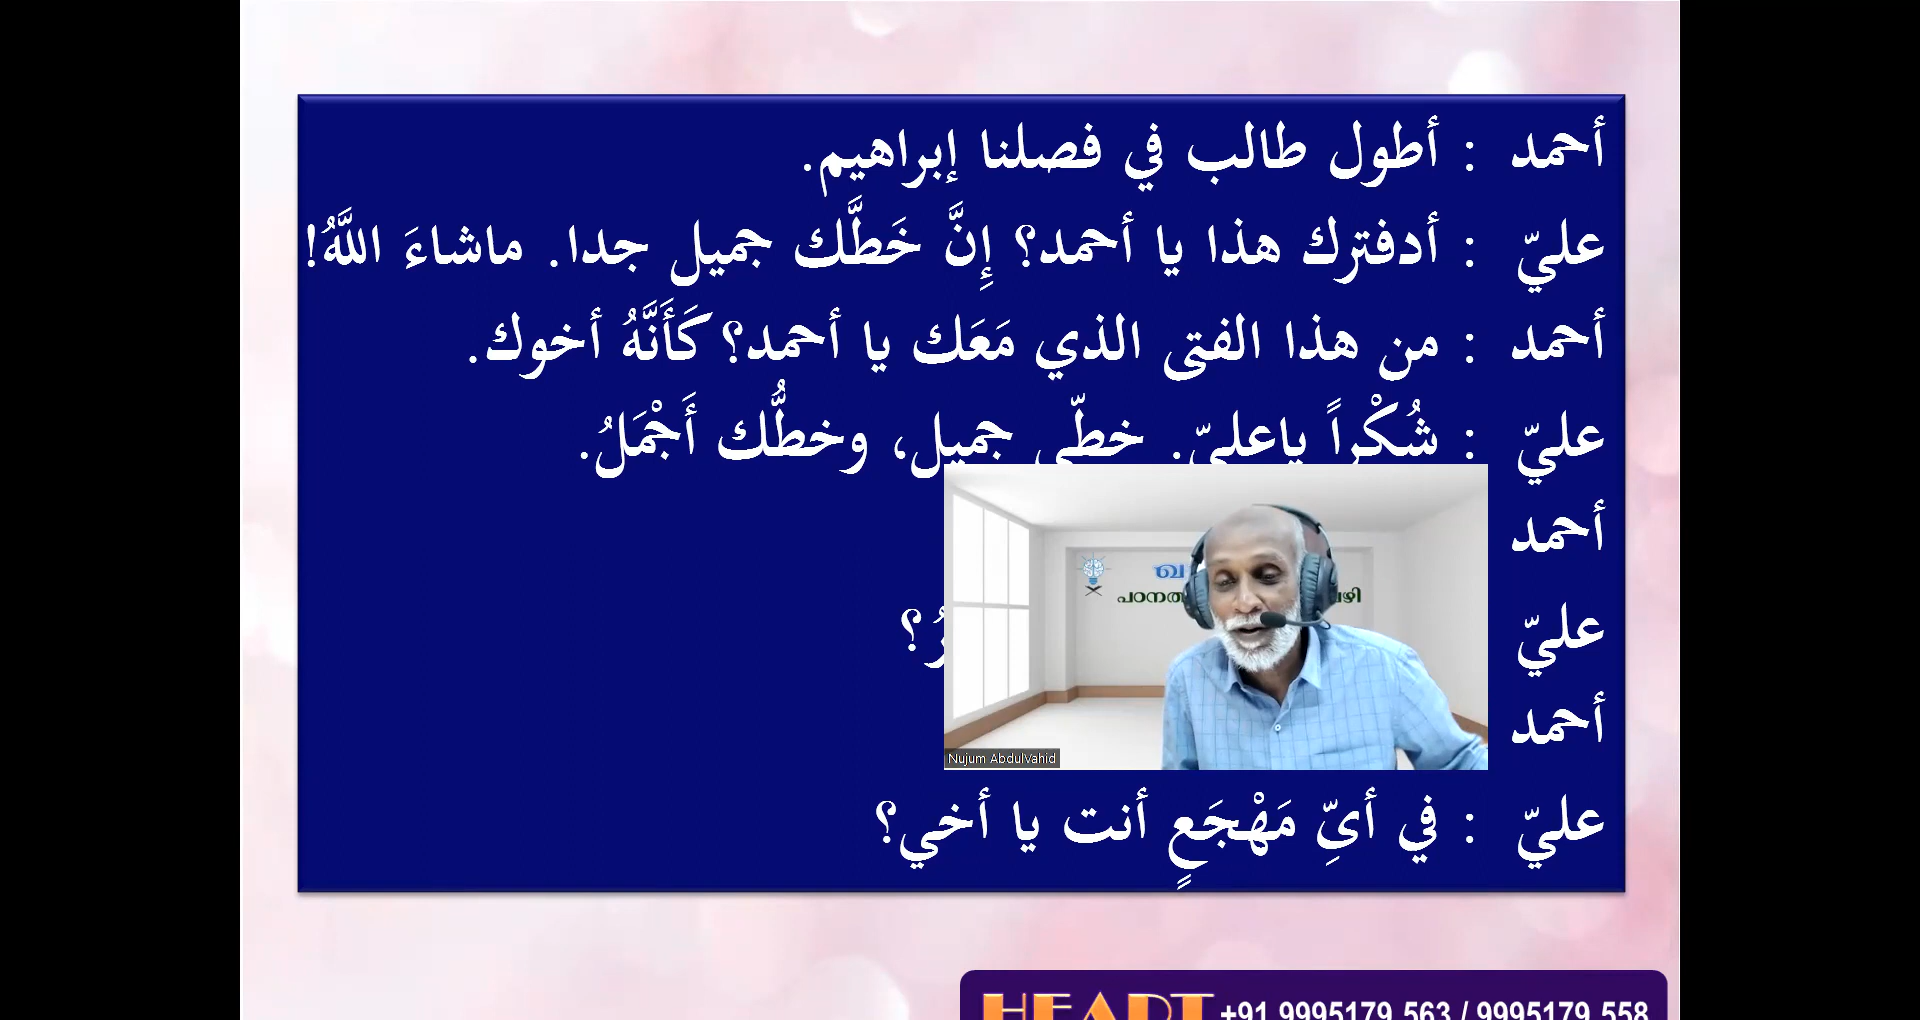 أحمد : أطول طالب في فصلنا إبراهيم.
عليّ : أدفترك هذا يا أحمد؟ إِنَّ خَطَّك جميل جدا. ماشاءَ اللَّهُ!
أحمد : من هذا الفتى الذي مَعَك يا أحمد؟ كَأَنَّهُ أخوك.
عليّ : شُكْراً ياعليّ. خطّي جميل، وخطُّك أَجْمَلُ.
أحمد
عليّ ؟
أحمد
عليّ : في أىِّ مَهْجَعٍ أنت يا أخي؟
Nujum AbdulVahid
HEART +91 9995179 563 / 9995179 558